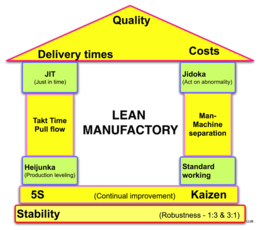 Quality
Delivery times
Costs
JIT
(Just in time)
Jidoka
(Act on abnormality)
Takt Time
Pull flow
LEAN
MANUFACTORY
Man-
Machine
separation
Heijunka
(Production leveling)
Standard
working
5S
(Continual improvement)
Kaizen
Stability
(Robustness - 1:3 & 3:1)